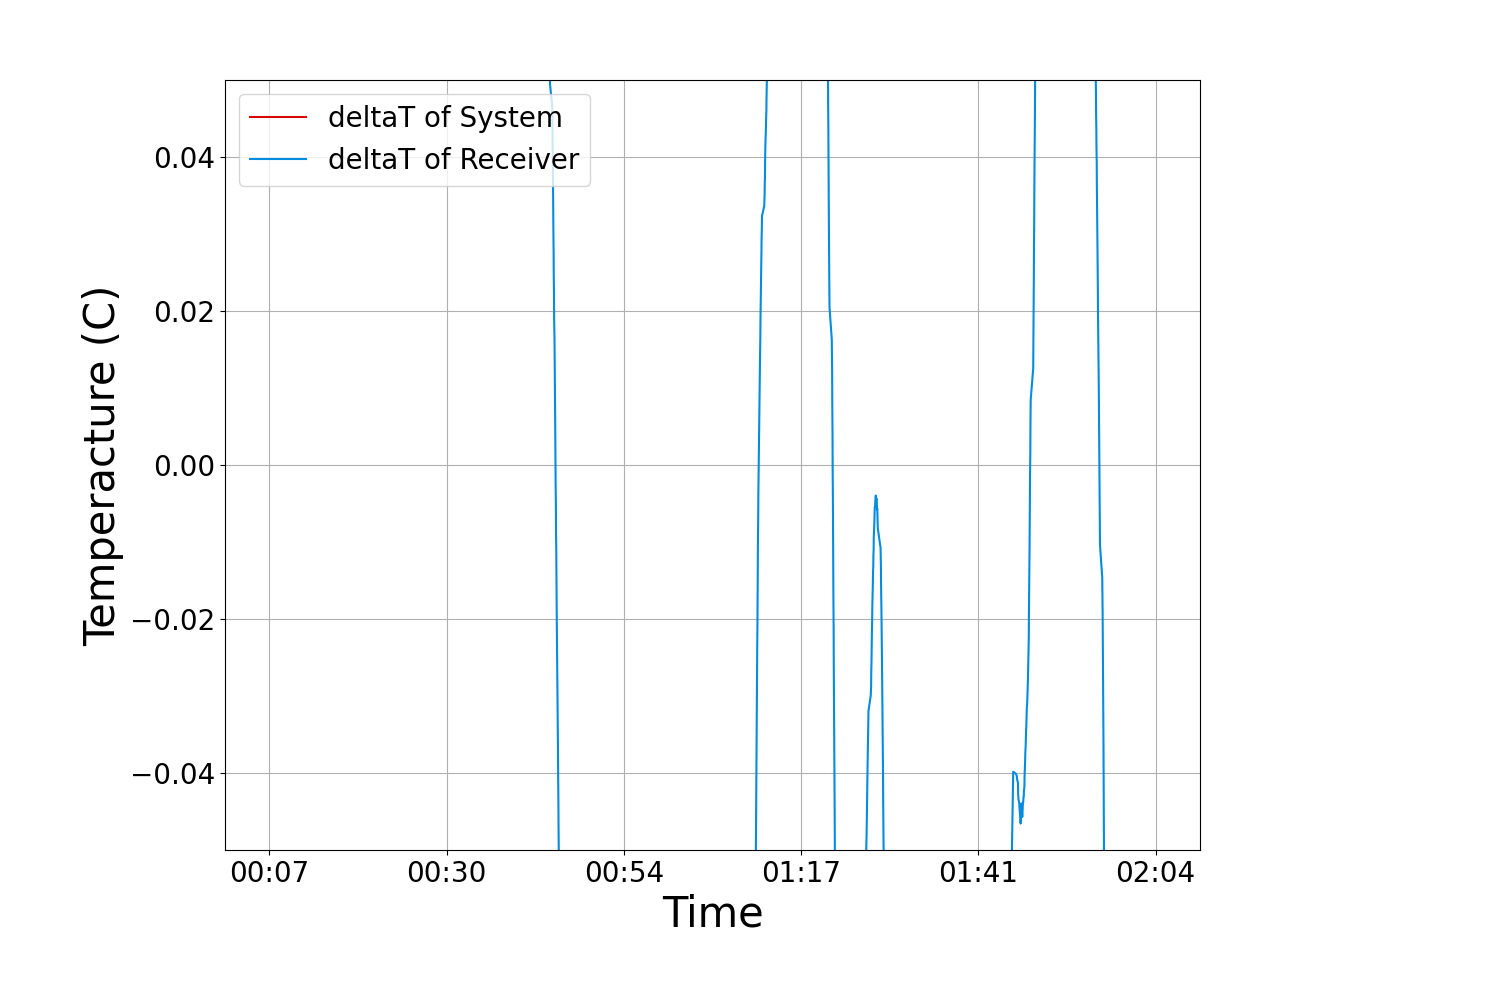 deltaT of System
deltaT of Receiver
0.04
0.02
0.00
−0.02
−0.04
Temperacture (C)
00:07 00:30 00:54 01:17 01:41 02:04
Time